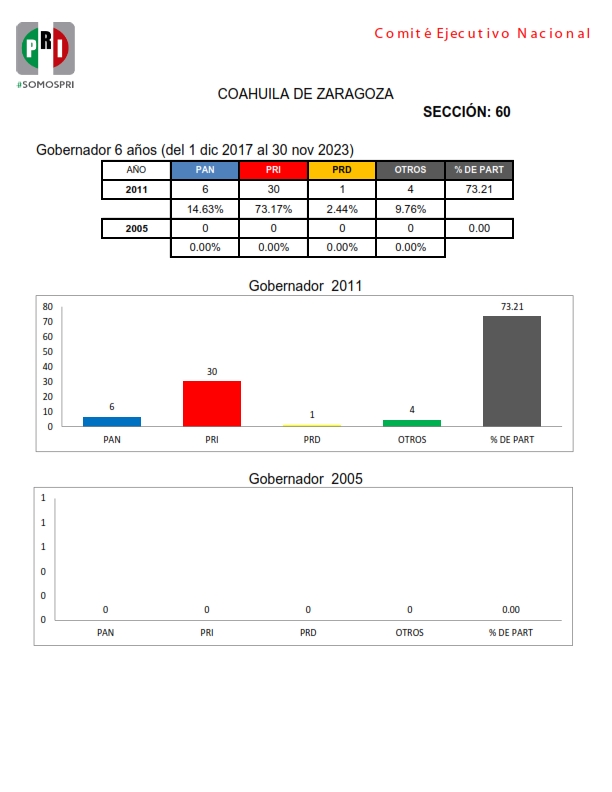 Comité Ejecutivo Nacional
PRI
#SOMOSPRI
COAHUILA DE ZARAGOZA
SECCIÓN: 60
Gobernador 6 años (del 1 dic 2017 al 30 nov 2023)
AÑO PAN PRI PRD OTROS % DE PART
2011 6 30 1 4 73.21
14.63% 73.17% 2.44% 9.76%
2005 0 0 0 0 0.00
0.00% 0.00% 0.00% 0.00%
Gobernador 2011
80
70
60
50
40
30
20
10
0
6
30
1
4
73.21
PAN PRI PRD OTROS % DE PART
Gobernador 2005
1
1
1
0
0
0
0 0 0 0 0.00
PAN PRI PRD OTROS % DE PART